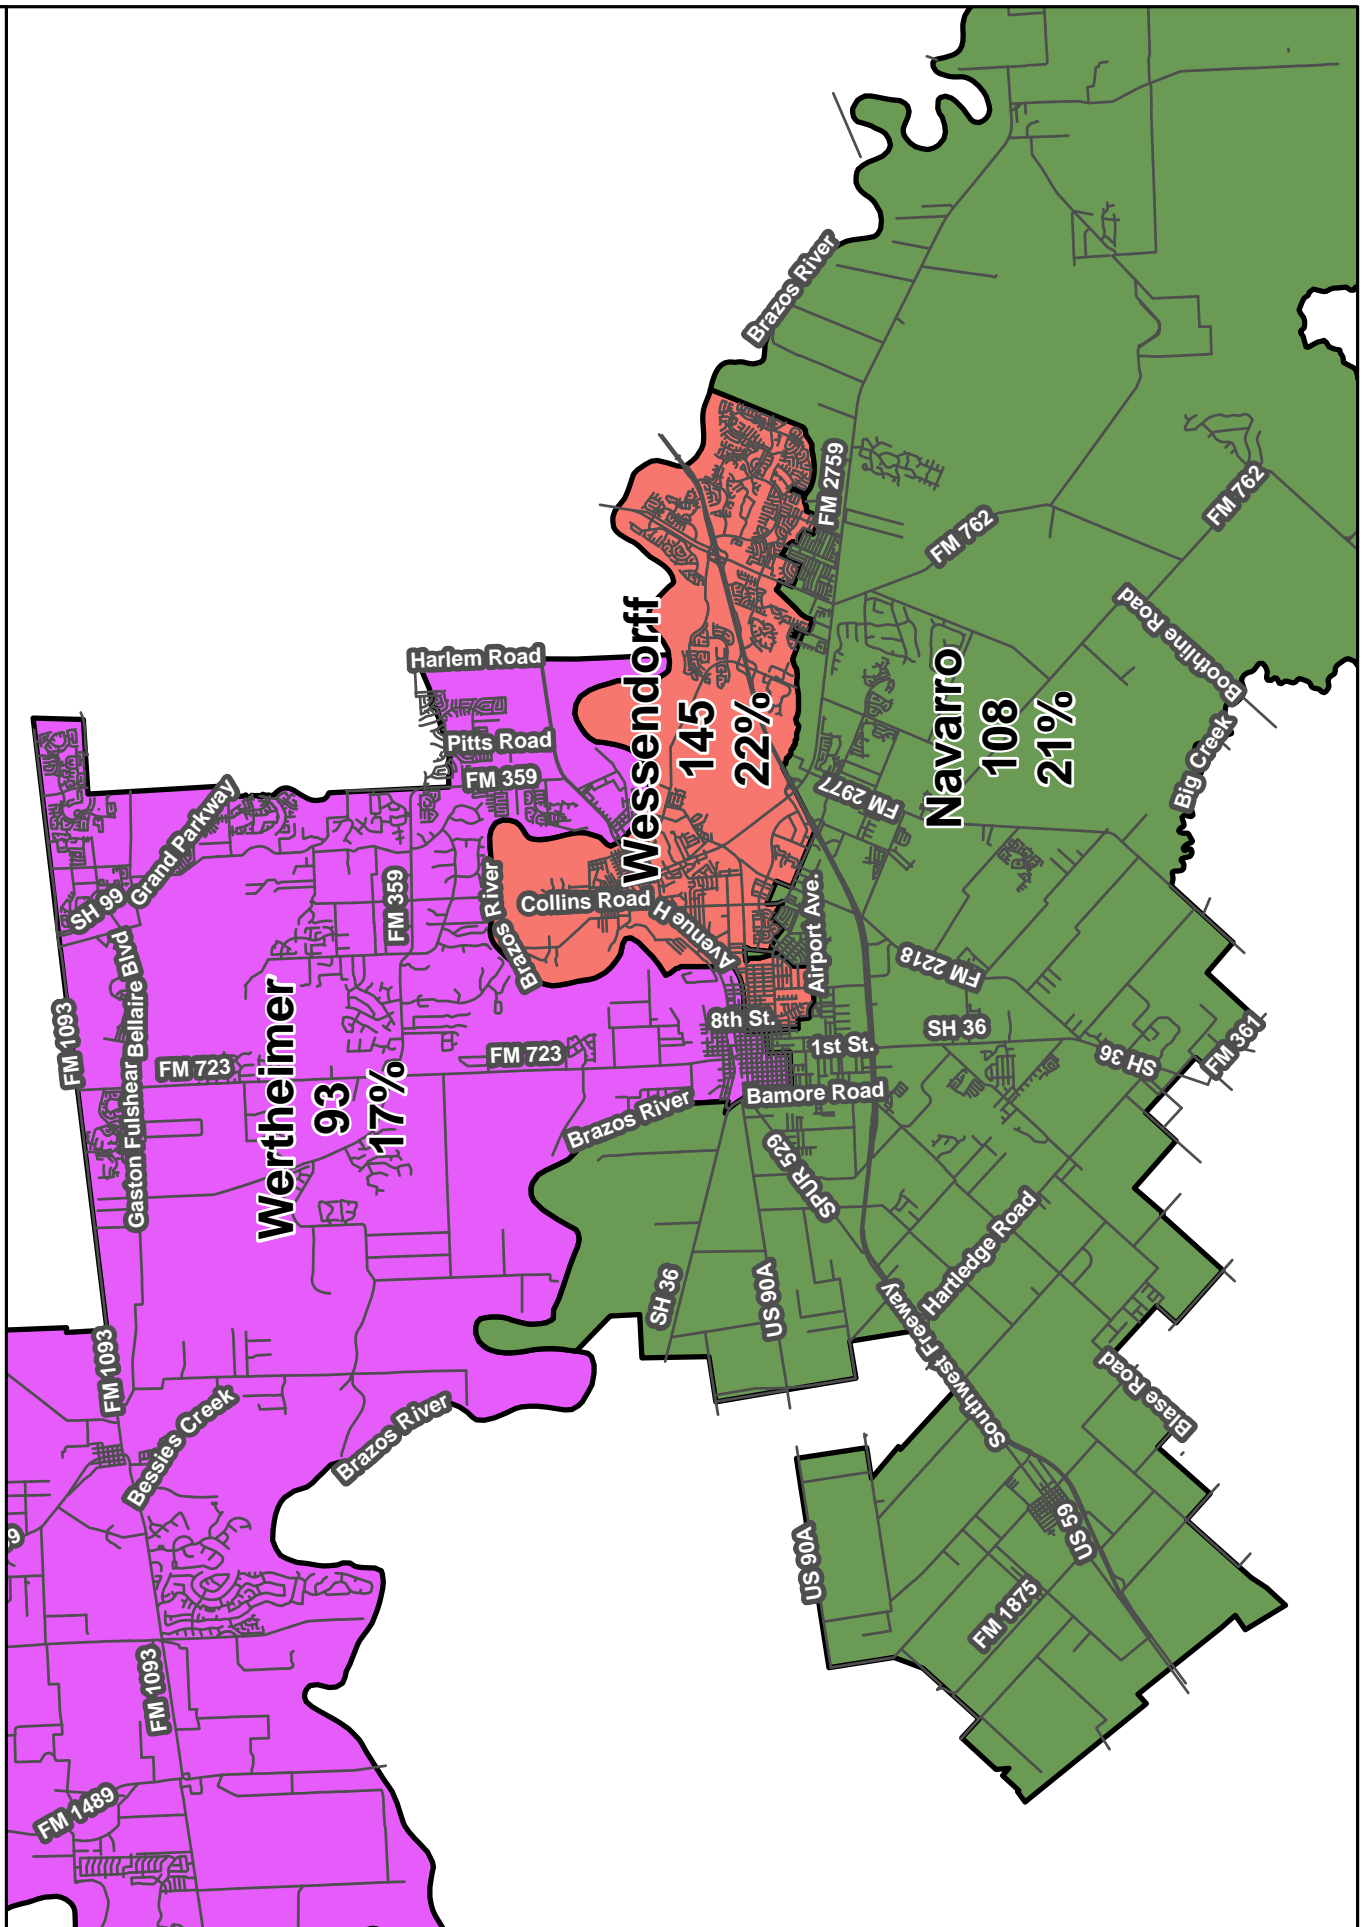 Brazos River
FM 2759
FM 762
FM 762
Boothline Road
Big Creek
Harlem Road
Pitts Road
FM 359
Wessendorff
145
22%
Navarro
108
21%
FM 2977
Grand Parkway
SH 99
FM 359
Brazos River
Collins Road
Avenue H
Airport Ave.
FM 2218
Gaston Fulshear Bellaire Blvd
FM 1093
FM 723
FM 723
Wertheimer
93
17%
8th St.
1st St.
SH 36
SH 36
FM 361
Bamore Road
Brazos River
SPUR 529
Hartledge Road
SH 36
US 90A
Southwest Freeway
Blase Road
FM 1093
Bessies Creek
Brazos River
US 90A
US 59
FM 1875
FM 1093
FM 1489